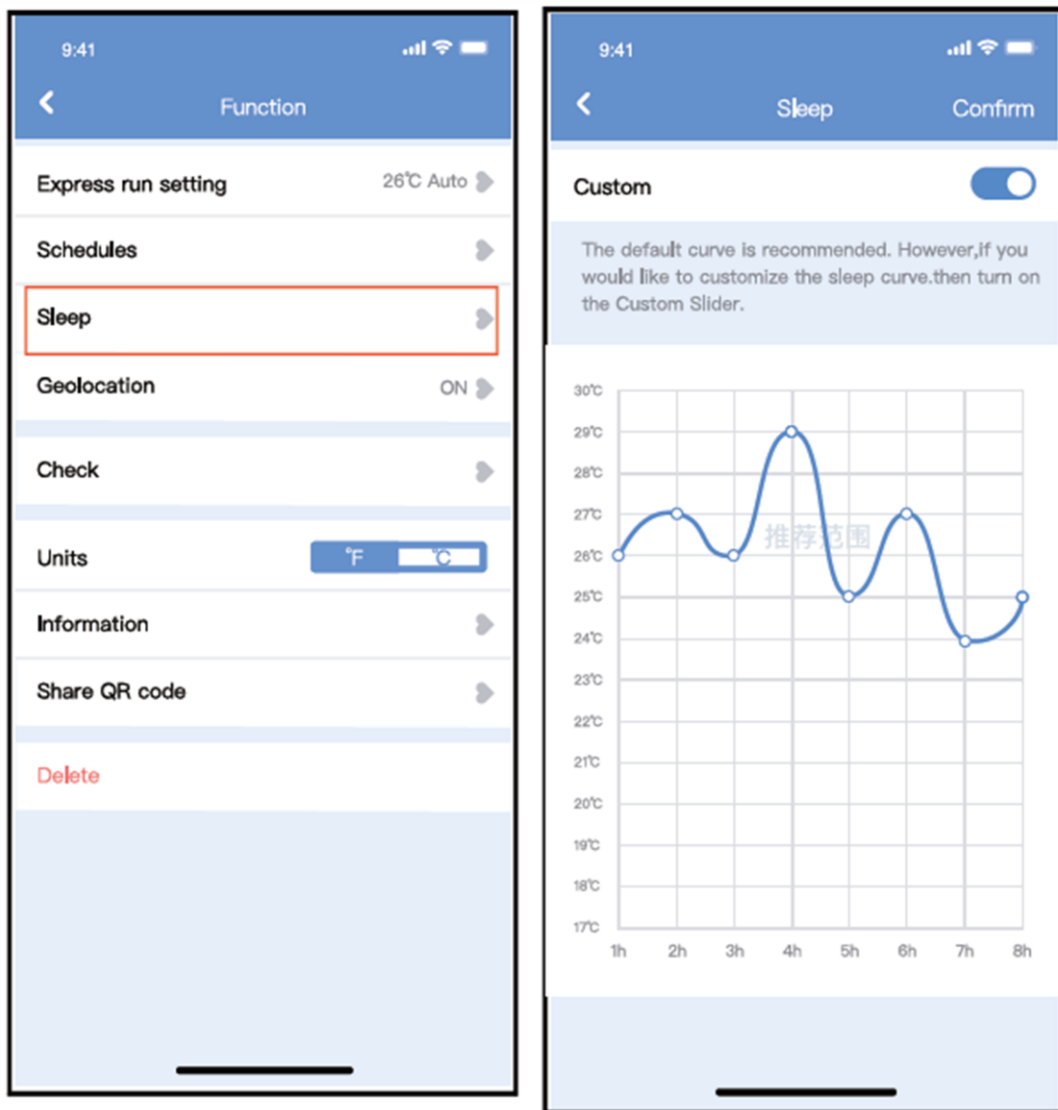 9:41
Function
Express run setting 26℃ Auto
Schedules
Sleep
Geolocation ON
Check
Units ℉ ℃
Information
Share QR code
Delete
9:41
Sleep Confirm
Custom
The default curve is recommended. However,if you
would like to customize the sleep curve.then turn on
the Custom Slider.
30℃
29℃
28℃
27℃
推荐范围
26℃
25℃
24℃
23℃
22℃
21℃
20℃
19℃
18℃
17℃
1h 2h 3h 4h 5h 6h 7h 8h